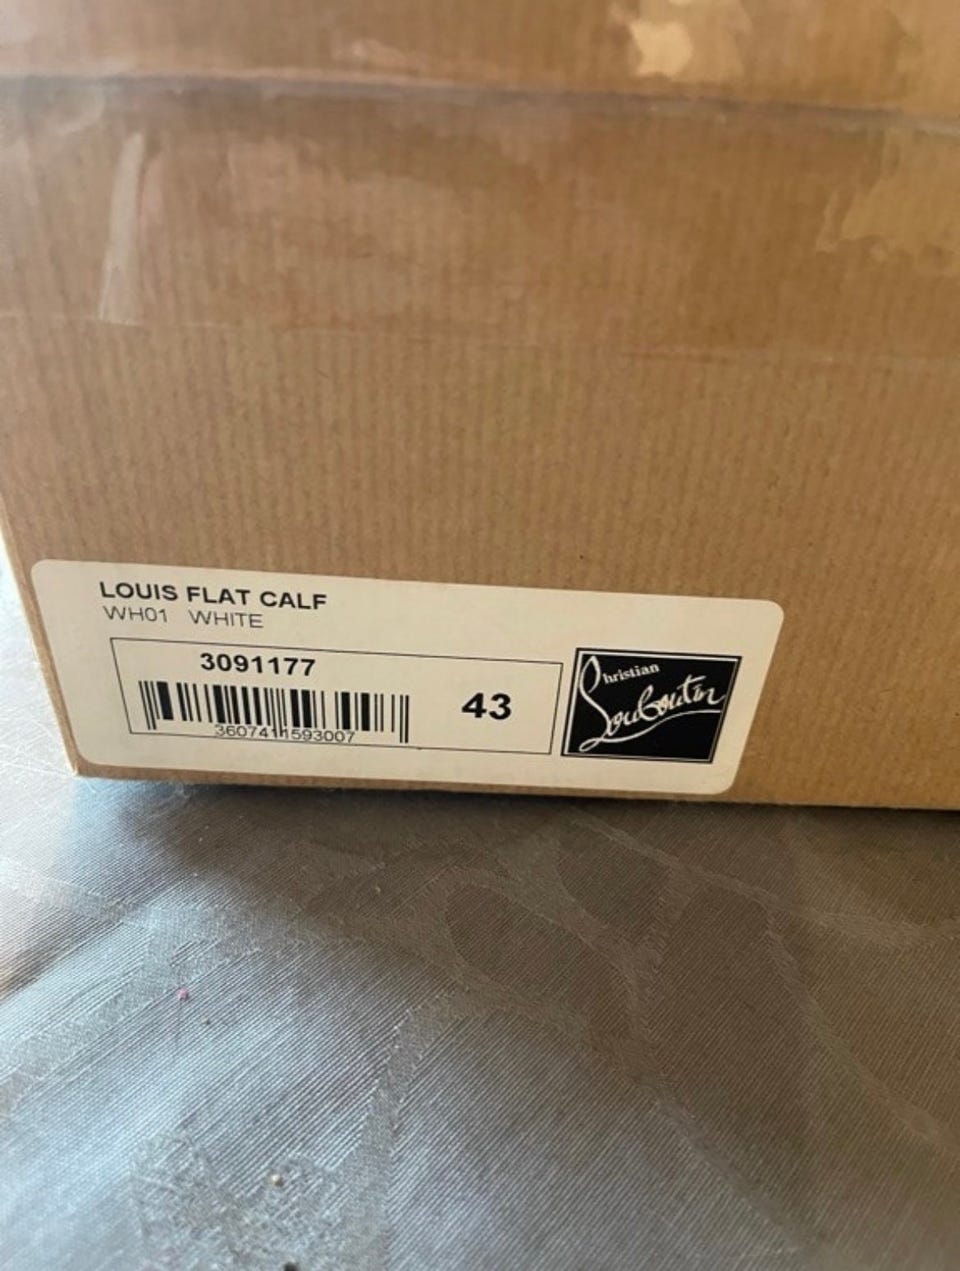 LOUIS FLAT CALF
WH01 WHITE
3091177
43
3607411593007
Christian
Louboutin